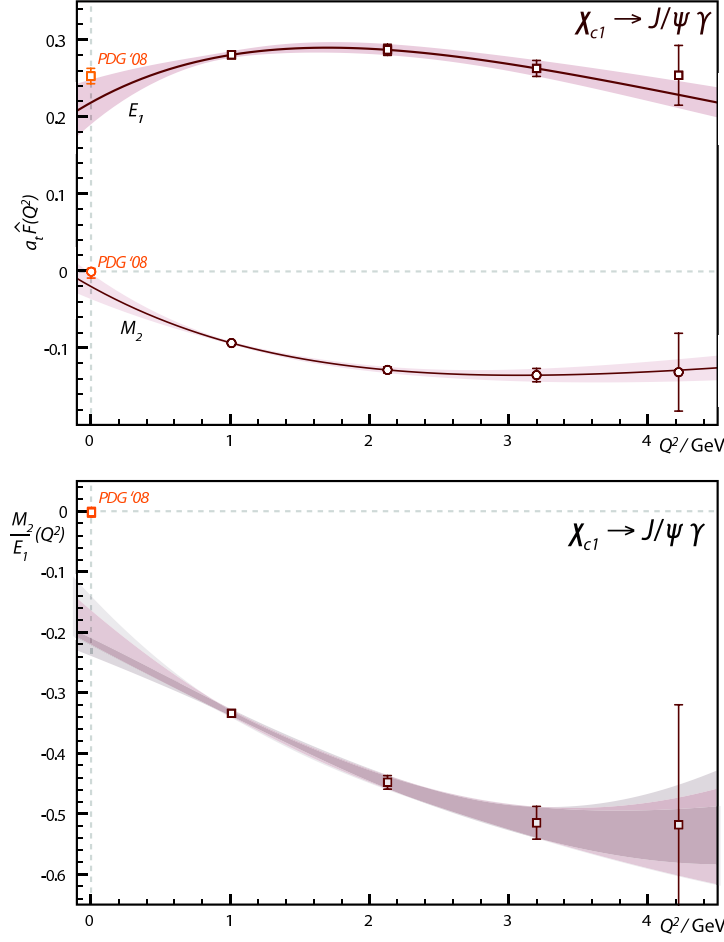 χc1 → J/ψ γ
0.3
PDG ‘08
E1
0.2
0.1
at F̂(Q²)
0
PDG ‘08
M2
-0.1
0 1 2 3 4 Q²/GeV
PDG ‘08
0
M2/E1 (Q²)
χc1 → J/ψ γ
-0.1
-0.2
-0.3
-0.4
-0.5
-0.6
0 1 2 3 4 Q²/GeV